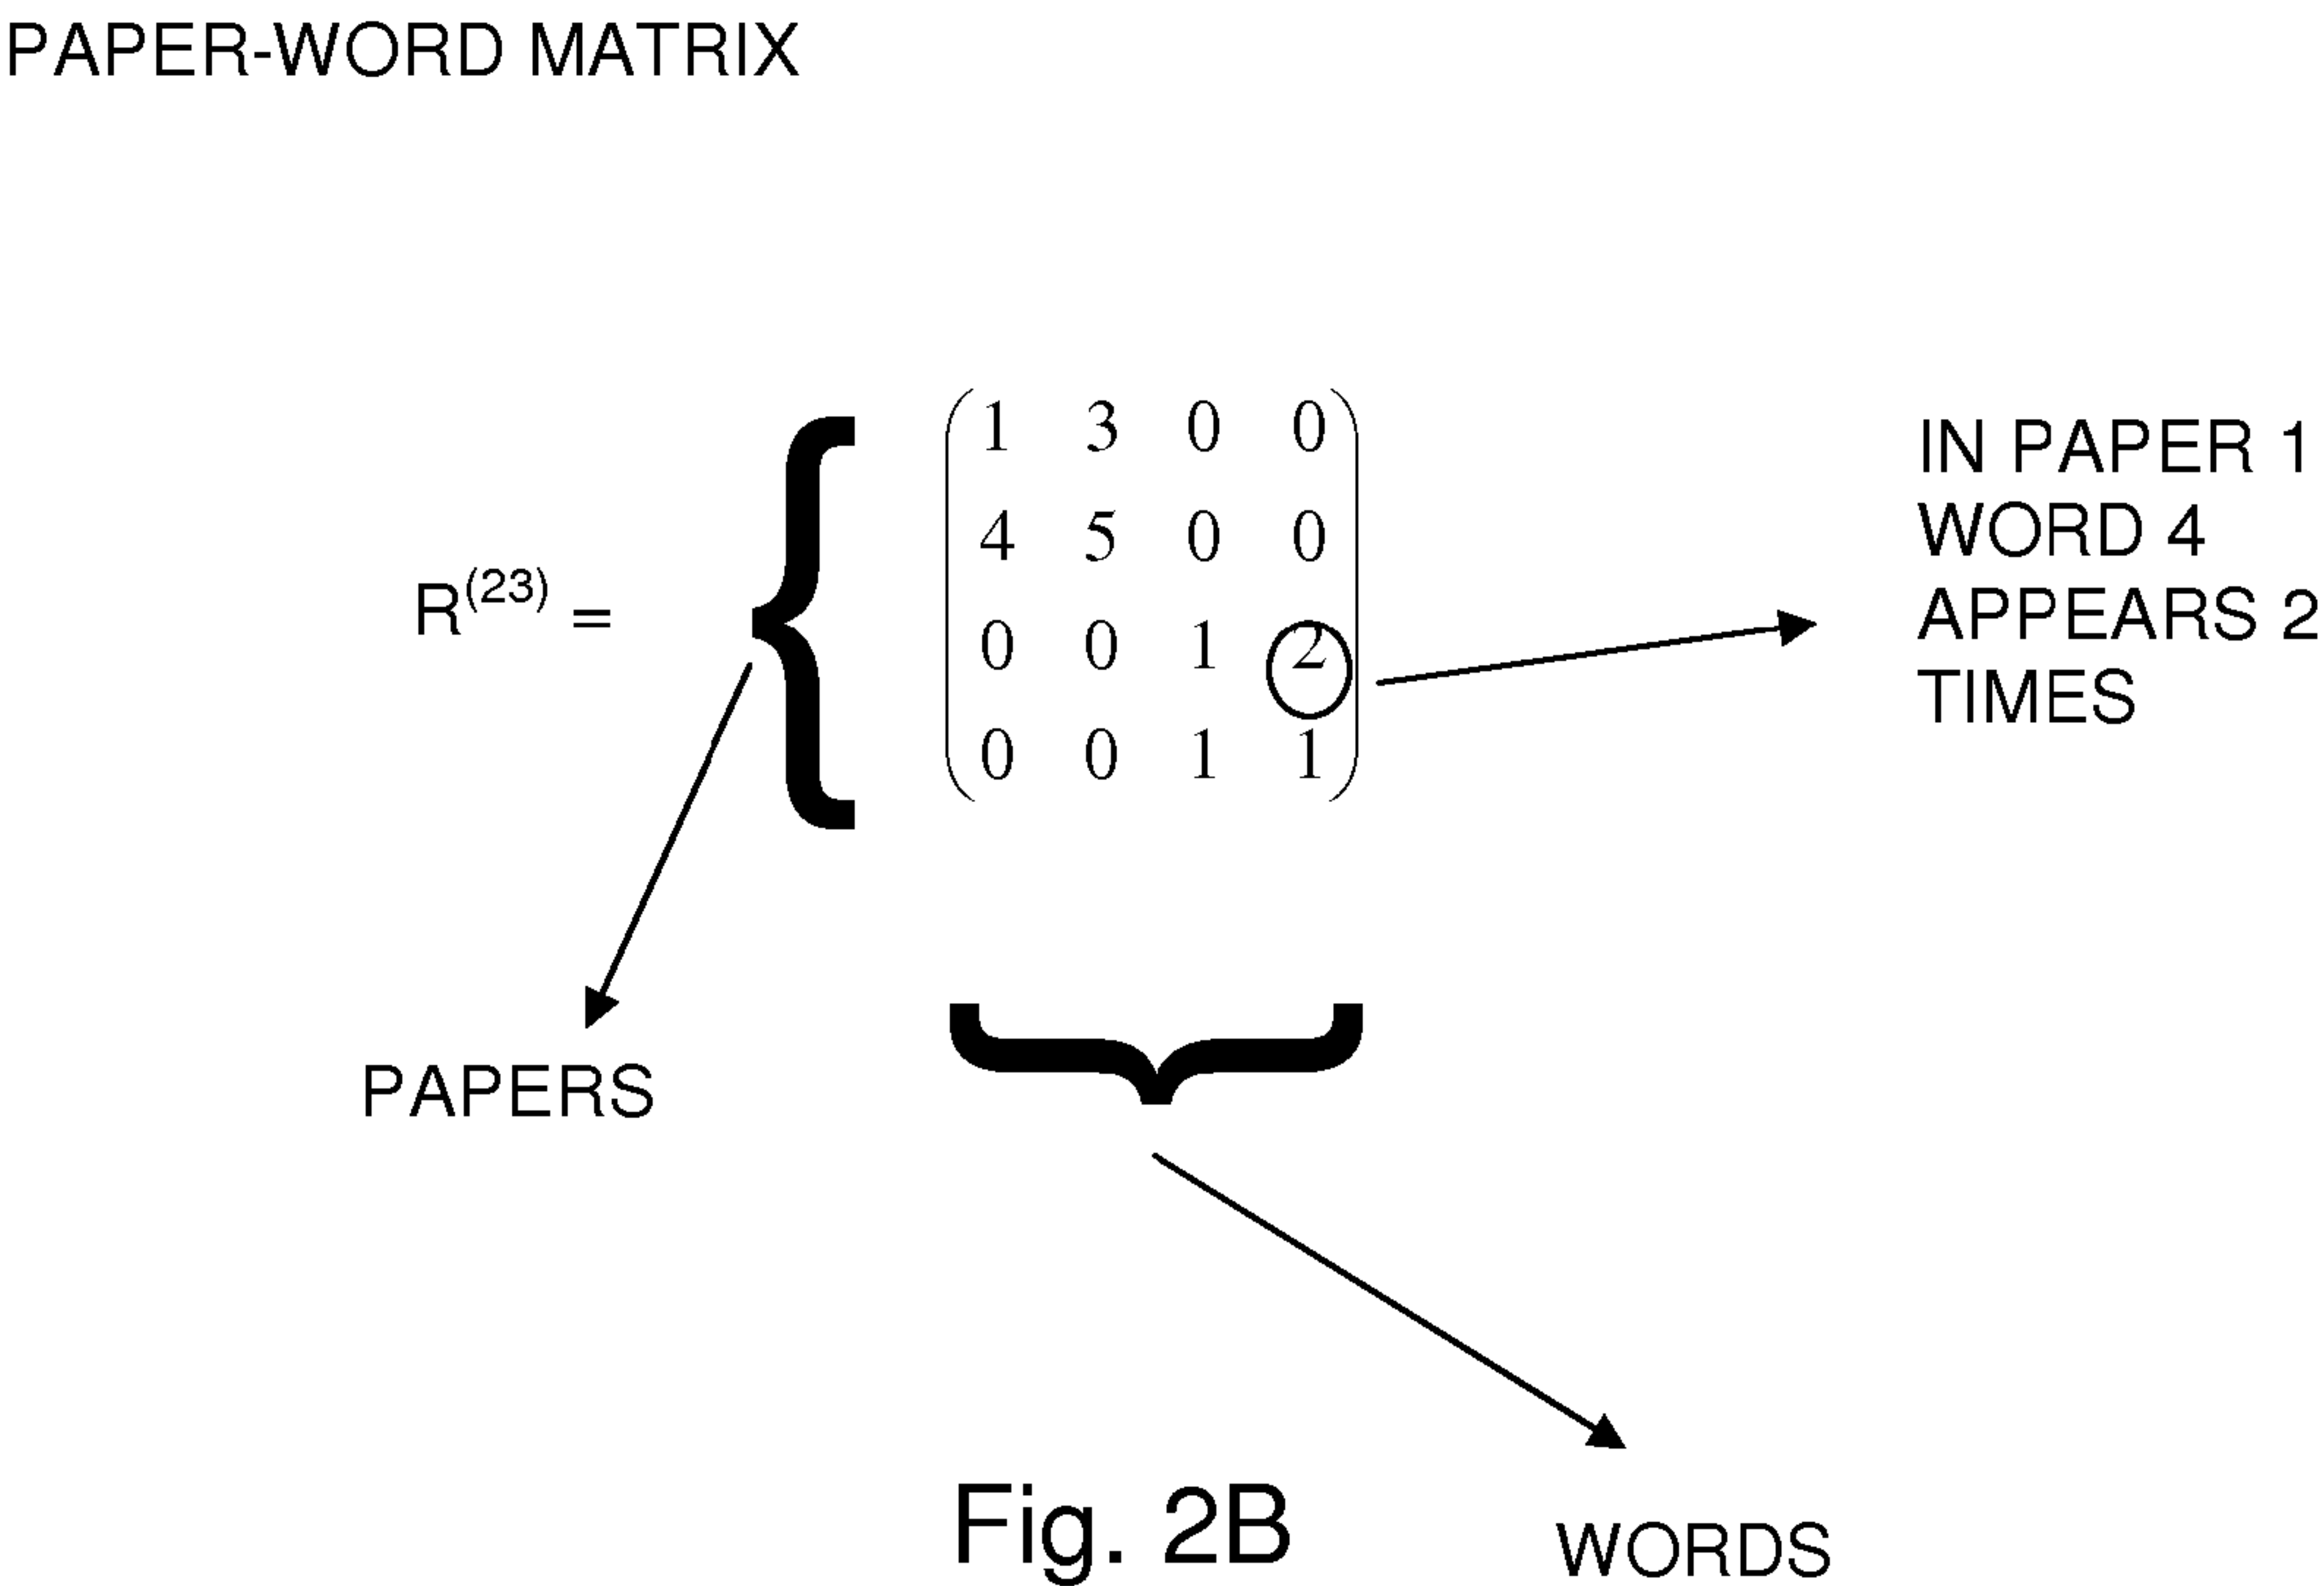 PAPER-WORD MATRIX
R(23) =
1 3 0 0
4 5 0 0
0 0 1 2
0 0 1 1
IN PAPER 1
WORD 4
APPEARS 2
TIMES
PAPERS
WORDS
Fig. 2B